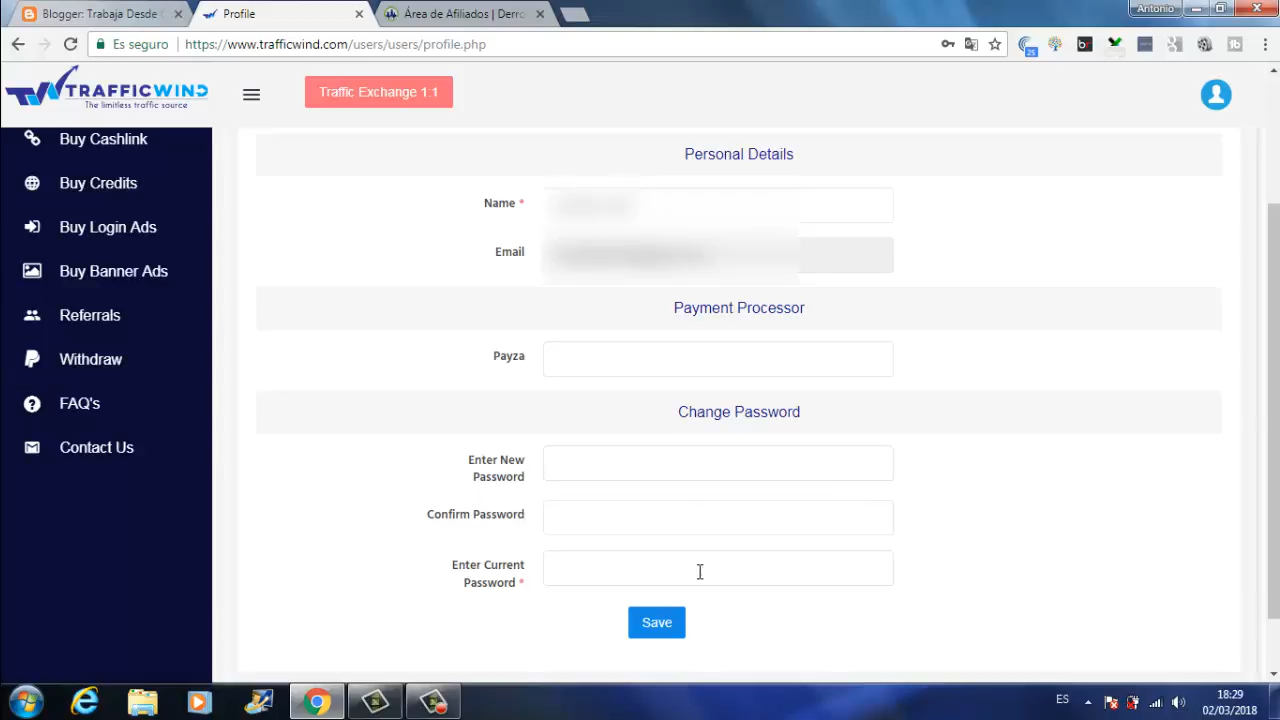 Blogger: Trabaja Desde C
Profile
Área de Afiliados | Derro
Antonio
Es seguro
https://www.trafficwind.com/users/users/profile.php
25
TRAFFICWIND
The limitless traffic source
Traffic Exchange 1:1
Buy Cashlink
Buy Credits
Buy Login Ads
Buy Banner Ads
Referrals
Withdraw
FAQ's
Contact Us
Personal Details
Name *
Email
Payment Processor
Payza
Change Password
Enter New
Password
Confirm Password
Enter Current
Password *
Save
ES
18:29
02/03/2018